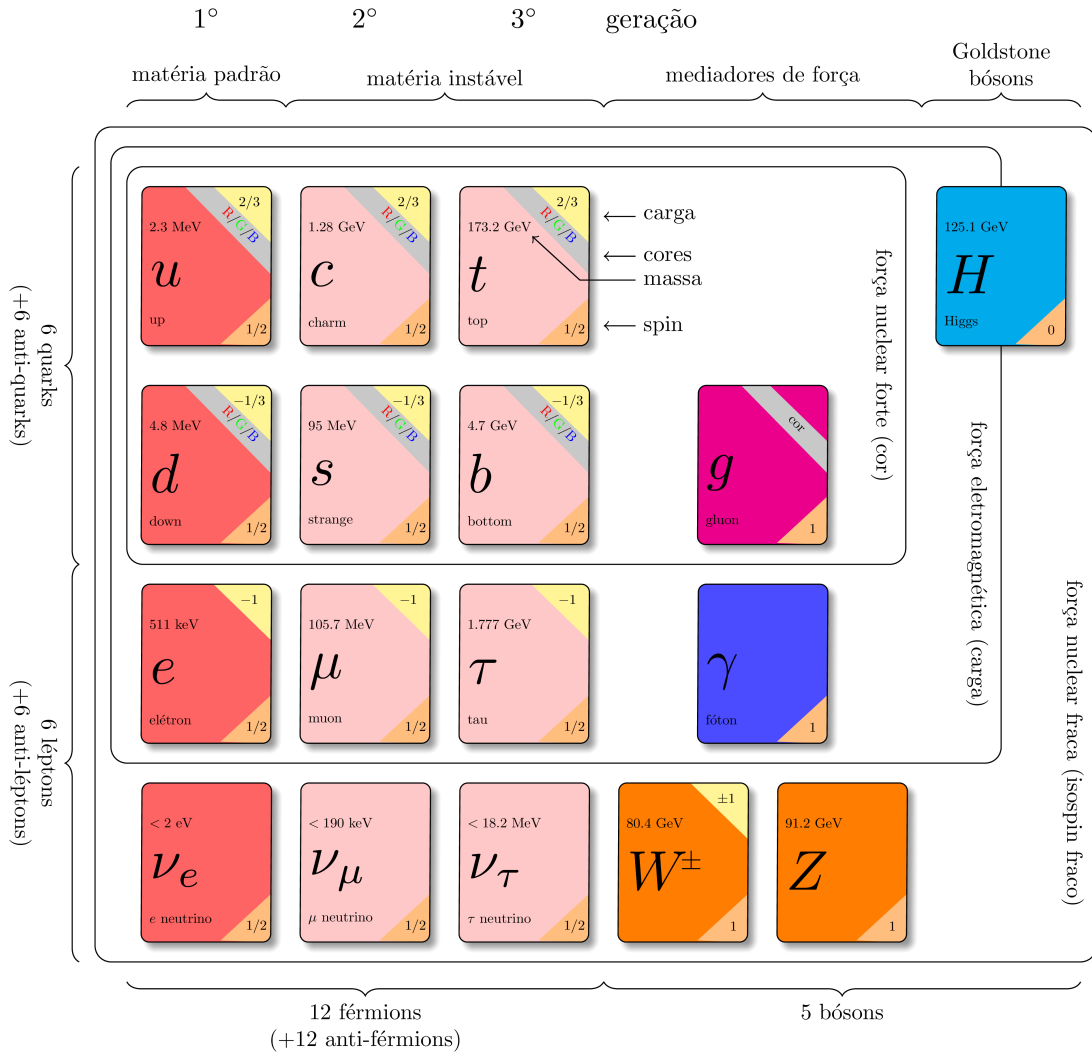 1° 2° 3° geração
matéria padrão
matéria instável
mediadores de força
Goldstone
bósons
6 quarks
(+6 anti-quarks)
6 léptons
(+6 anti-léptons)
2/3
R/G/B
2.3 MeV
u
up
1/2
2/3
R/G/B
1.28 GeV
c
charm
1/2
2/3
R/G/B
173.2 GeV
t
top
1/2
carga
cores
massa
spin
125.1 GeV
H
Higgs
0
−1/3
R/G/B
4.8 MeV
d
down
1/2
−1/3
R/G/B
95 MeV
s
strange
1/2
−1/3
R/G/B
4.7 GeV
b
bottom
1/2
cor
g
gluon
1
força nuclear forte (cor)
força eletromagnética (carga)
força nuclear fraca (isospin fraco)
−1
511 keV
e
elétron
1/2
−1
105.7 MeV
μ
muon
1/2
−1
1.777 GeV
τ
tau
1/2
γ
fóton
1
< 2 eV
νe
e neutrino
1/2
< 190 keV
νμ
μ neutrino
1/2
< 18.2 MeV
ντ
τ neutrino
1/2
±1
80.4 GeV
W±
1
91.2 GeV
Z
1
12 férmions
(+12 anti-férmions)
5 bósons